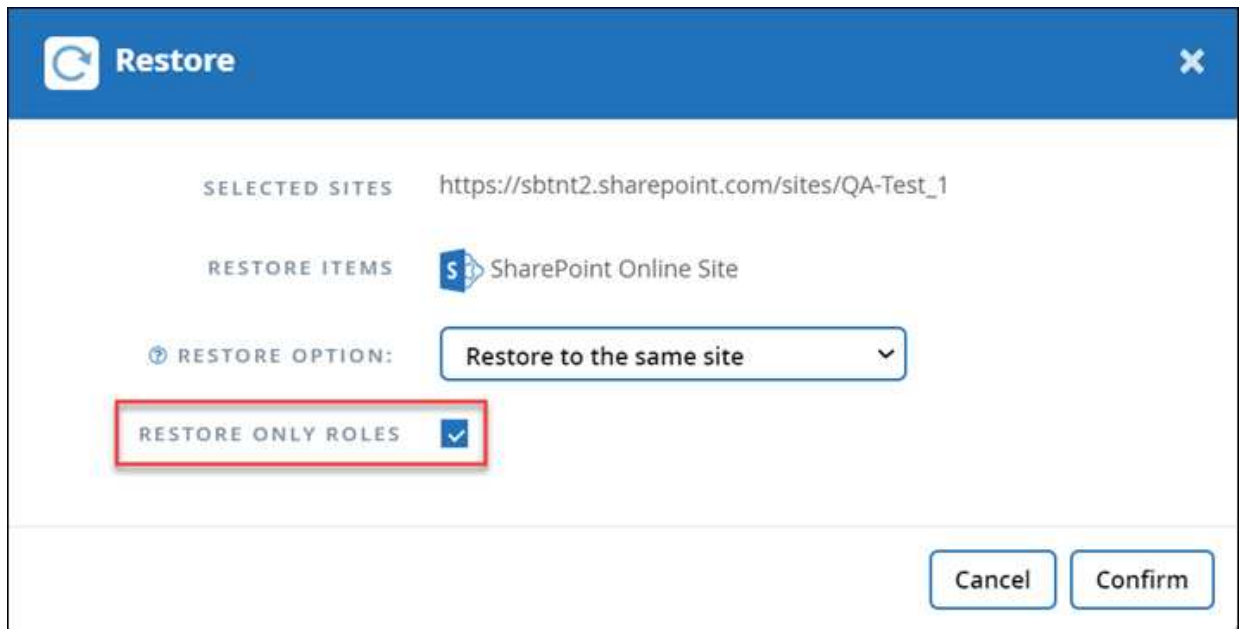 Restore
SELECTED SITES https://sbtnt2.sharepoint.com/sites/QA-Test_1
RESTORE ITEMS S SharePoint Online Site
? RESTORE OPTION: Restore to the same site
RESTORE ONLY ROLES
Cancel Confirm